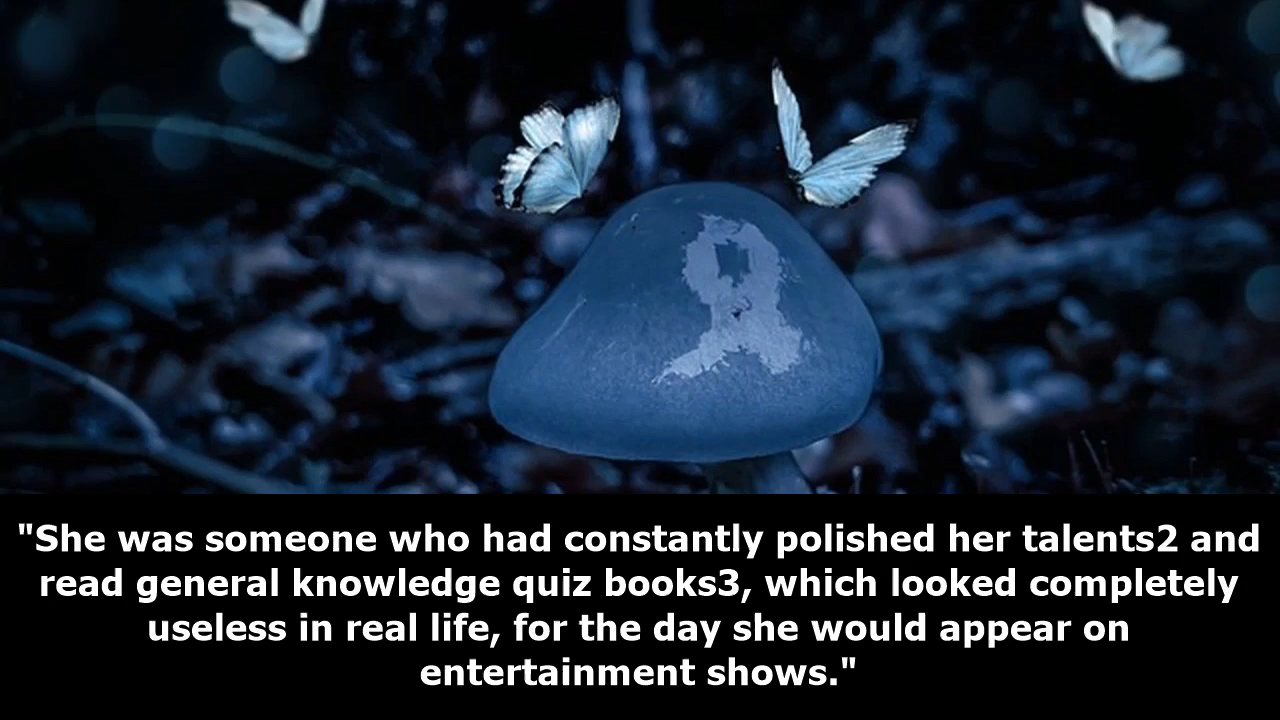 "She was someone who had constantly polished her talents2 and
read general knowledge quiz books3, which looked completely
useless in real life, for the day she would appear on
entertainment shows."